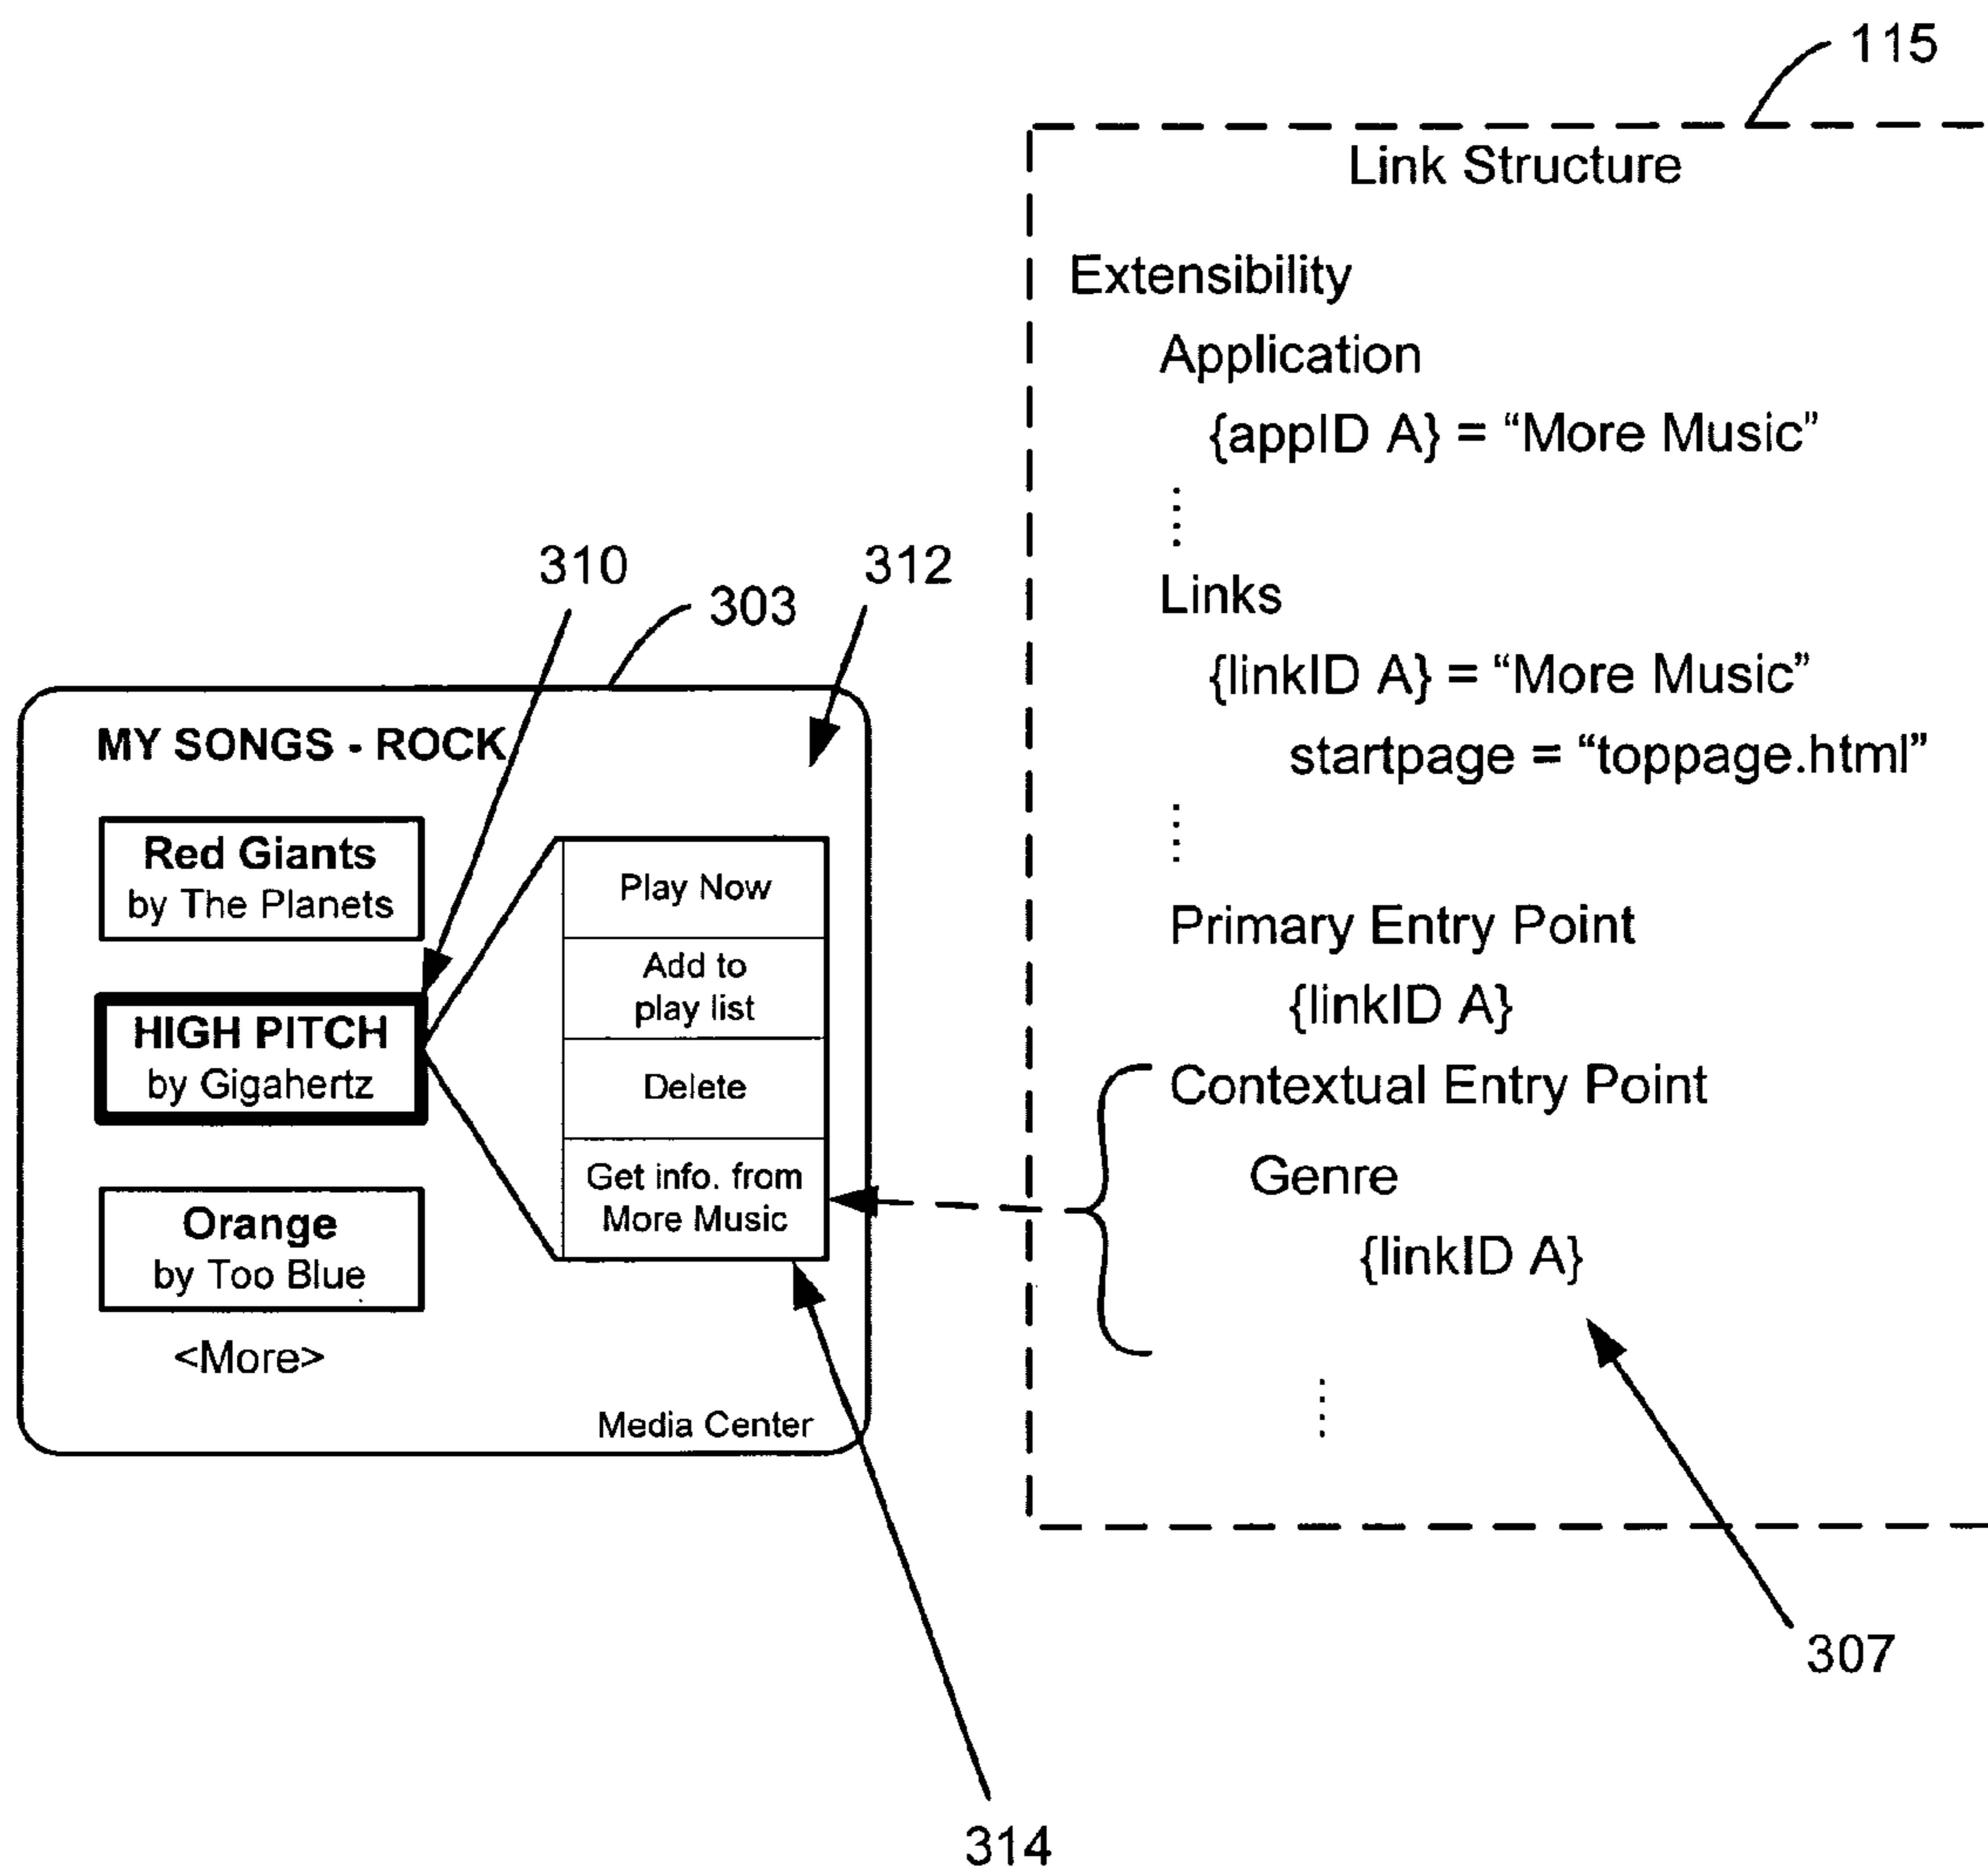 115
Link Structure
Extensibility
Application
{appID A} = “More Music”
Links
{linkID A} = “More Music”
startpage = “toppage.html”
Primary Entry Point
{linkID A}
Contextual Entry Point
Genre
{linkID A}
307
310
303
312
MY SONGS - ROCK
Red Giants
by The Planets
HIGH PITCH
by Gigahertz
Orange
by Too Blue
<More>
Play Now
Add to
play list
Delete
Get info. from
More Music
Media Center
314